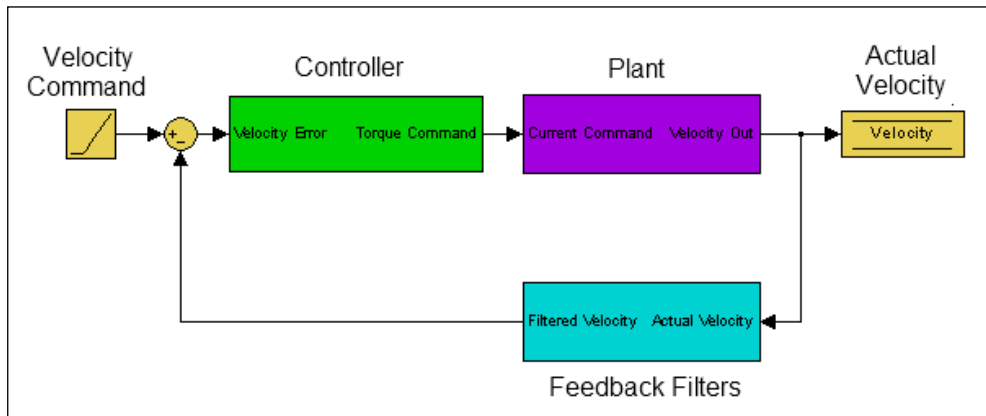 Velocity
Command
Controller
Plant
Actual
Velocity
+
−
Velocity Error
Torque Command
Current Command
Velocity Out
Velocity
Filtered Velocity
Actual Velocity
Feedback Filters